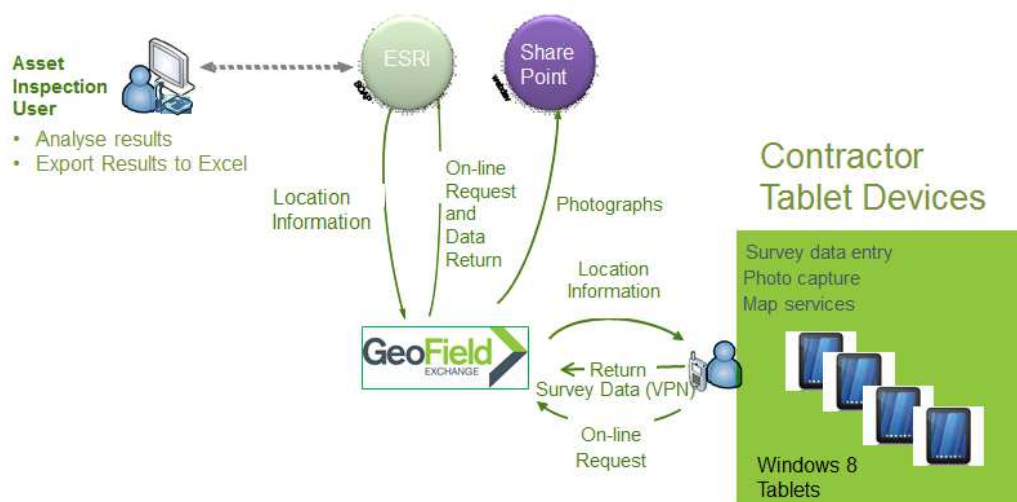 Asset
Inspection
User
• Analyse results
• Export Results to Excel
ESRI
SOAP
Share
Point
webdav
Location
Information
On-line
Request
and
Data
Return
Photographs
Location
Information
GeoField
EXCHANGE
Return
Survey Data (VPN)
On-line
Request
Contractor
Tablet Devices
Survey data entry
Photo capture
Map services
Windows 8
Tablets